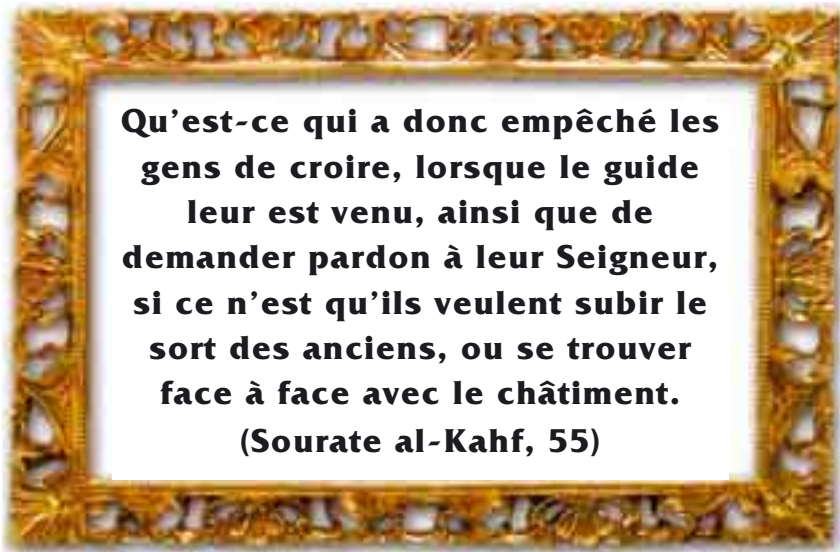 Qu’est-ce qui a donc empêché les
gens de croire, lorsque le guide
leur est venu, ainsi que de
demander pardon à leur Seigneur,
si ce n’est qu’ils veulent subir le
sort des anciens, ou se trouver
face à face avec le châtiment.
(Sourate al-Kahf, 55)